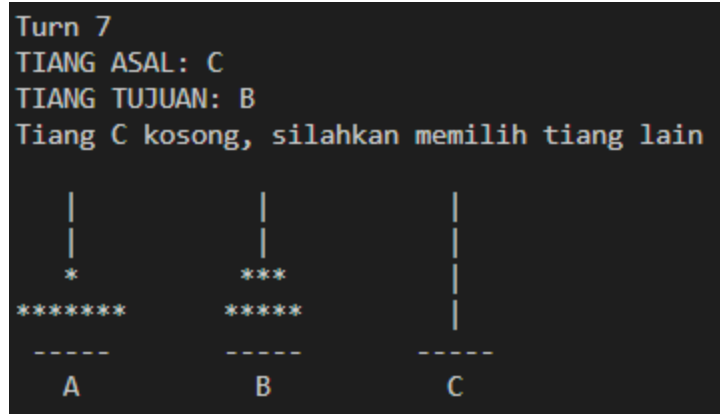 Turn 7
TIANG ASAL: C
TIANG TUJUAN: B
Tiang C kosong, silahkan memilih tiang lain
| | |
| | |
* *** |
******* ***** |
----- ----- -----
A B C